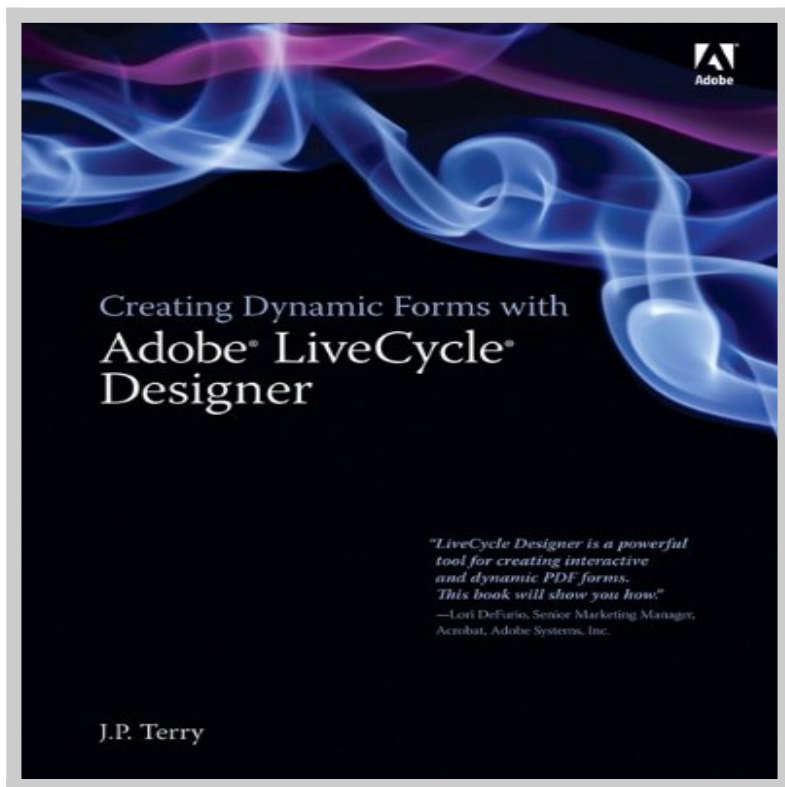 Adobe
Creating Dynamic Forms with
Adobe® LiveCycle®
Designer
"LiveCycle Designer is a powerful
tool for creating interactive
and dynamic PDF forms.
This book will show you how."
—Lori DeFurio, Senior Marketing Manager,
Acrobat, Adobe Systems, Inc.
J.P. Terry